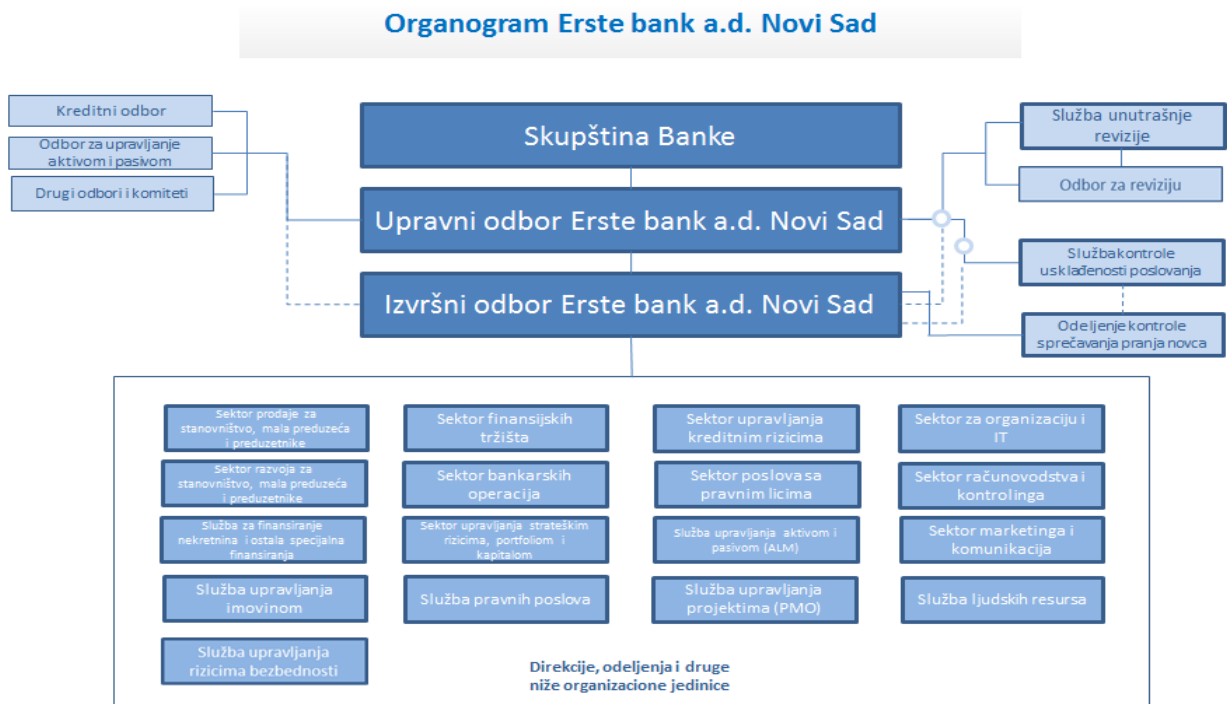 Organogram Erste bank a.d. Novi Sad
Kreditni odbor
Odbor za upravljanje
aktivom i pasivom
Drugi odbori i komiteti
Skupština Banke
Upravni odbor Erste bank a.d. Novi Sad
Izvršni odbor Erste bank a.d. Novi Sad
Služba unutrašnje
revizije
Odbor za reviziju
Služba kontrole
usklađenosti poslovanja
Odeljenje kontrole
sprečavanja pranja novca
Sektor prodaje za
stanovništvo, mala preduzeća
i preduzetnike
Sektor finansijskih
tržišta
Sektor upravljanja
kreditnim rizicima
Sektor za organizaciju i
IT
Sektor razvoja za
stanovništvo, mala preduzeća
i preduzetnike
Sektor bankarskih
operacija
Sektor poslova sa
pravnim licima
Sektor računovodstva i
kontrolinga
Služba za finansiranje
nekretnina i ostala specijalna
finansiranja
Sektor upravljanja strateškim
rizicima, portfoliom i
kapitalom
Služba upravljanja aktivom i
pasivom (ALM)
Sektor marketinga i
komunikacija
Služba upravljanja
imovinom
Služba pravnih poslova
Služba upravljanja
projektima (PMO)
Služba ljudskih resursa
Služba upravljanja
rizicima bezbednosti
Direkcije, odeljenja i druge
niže organizacione jedinice